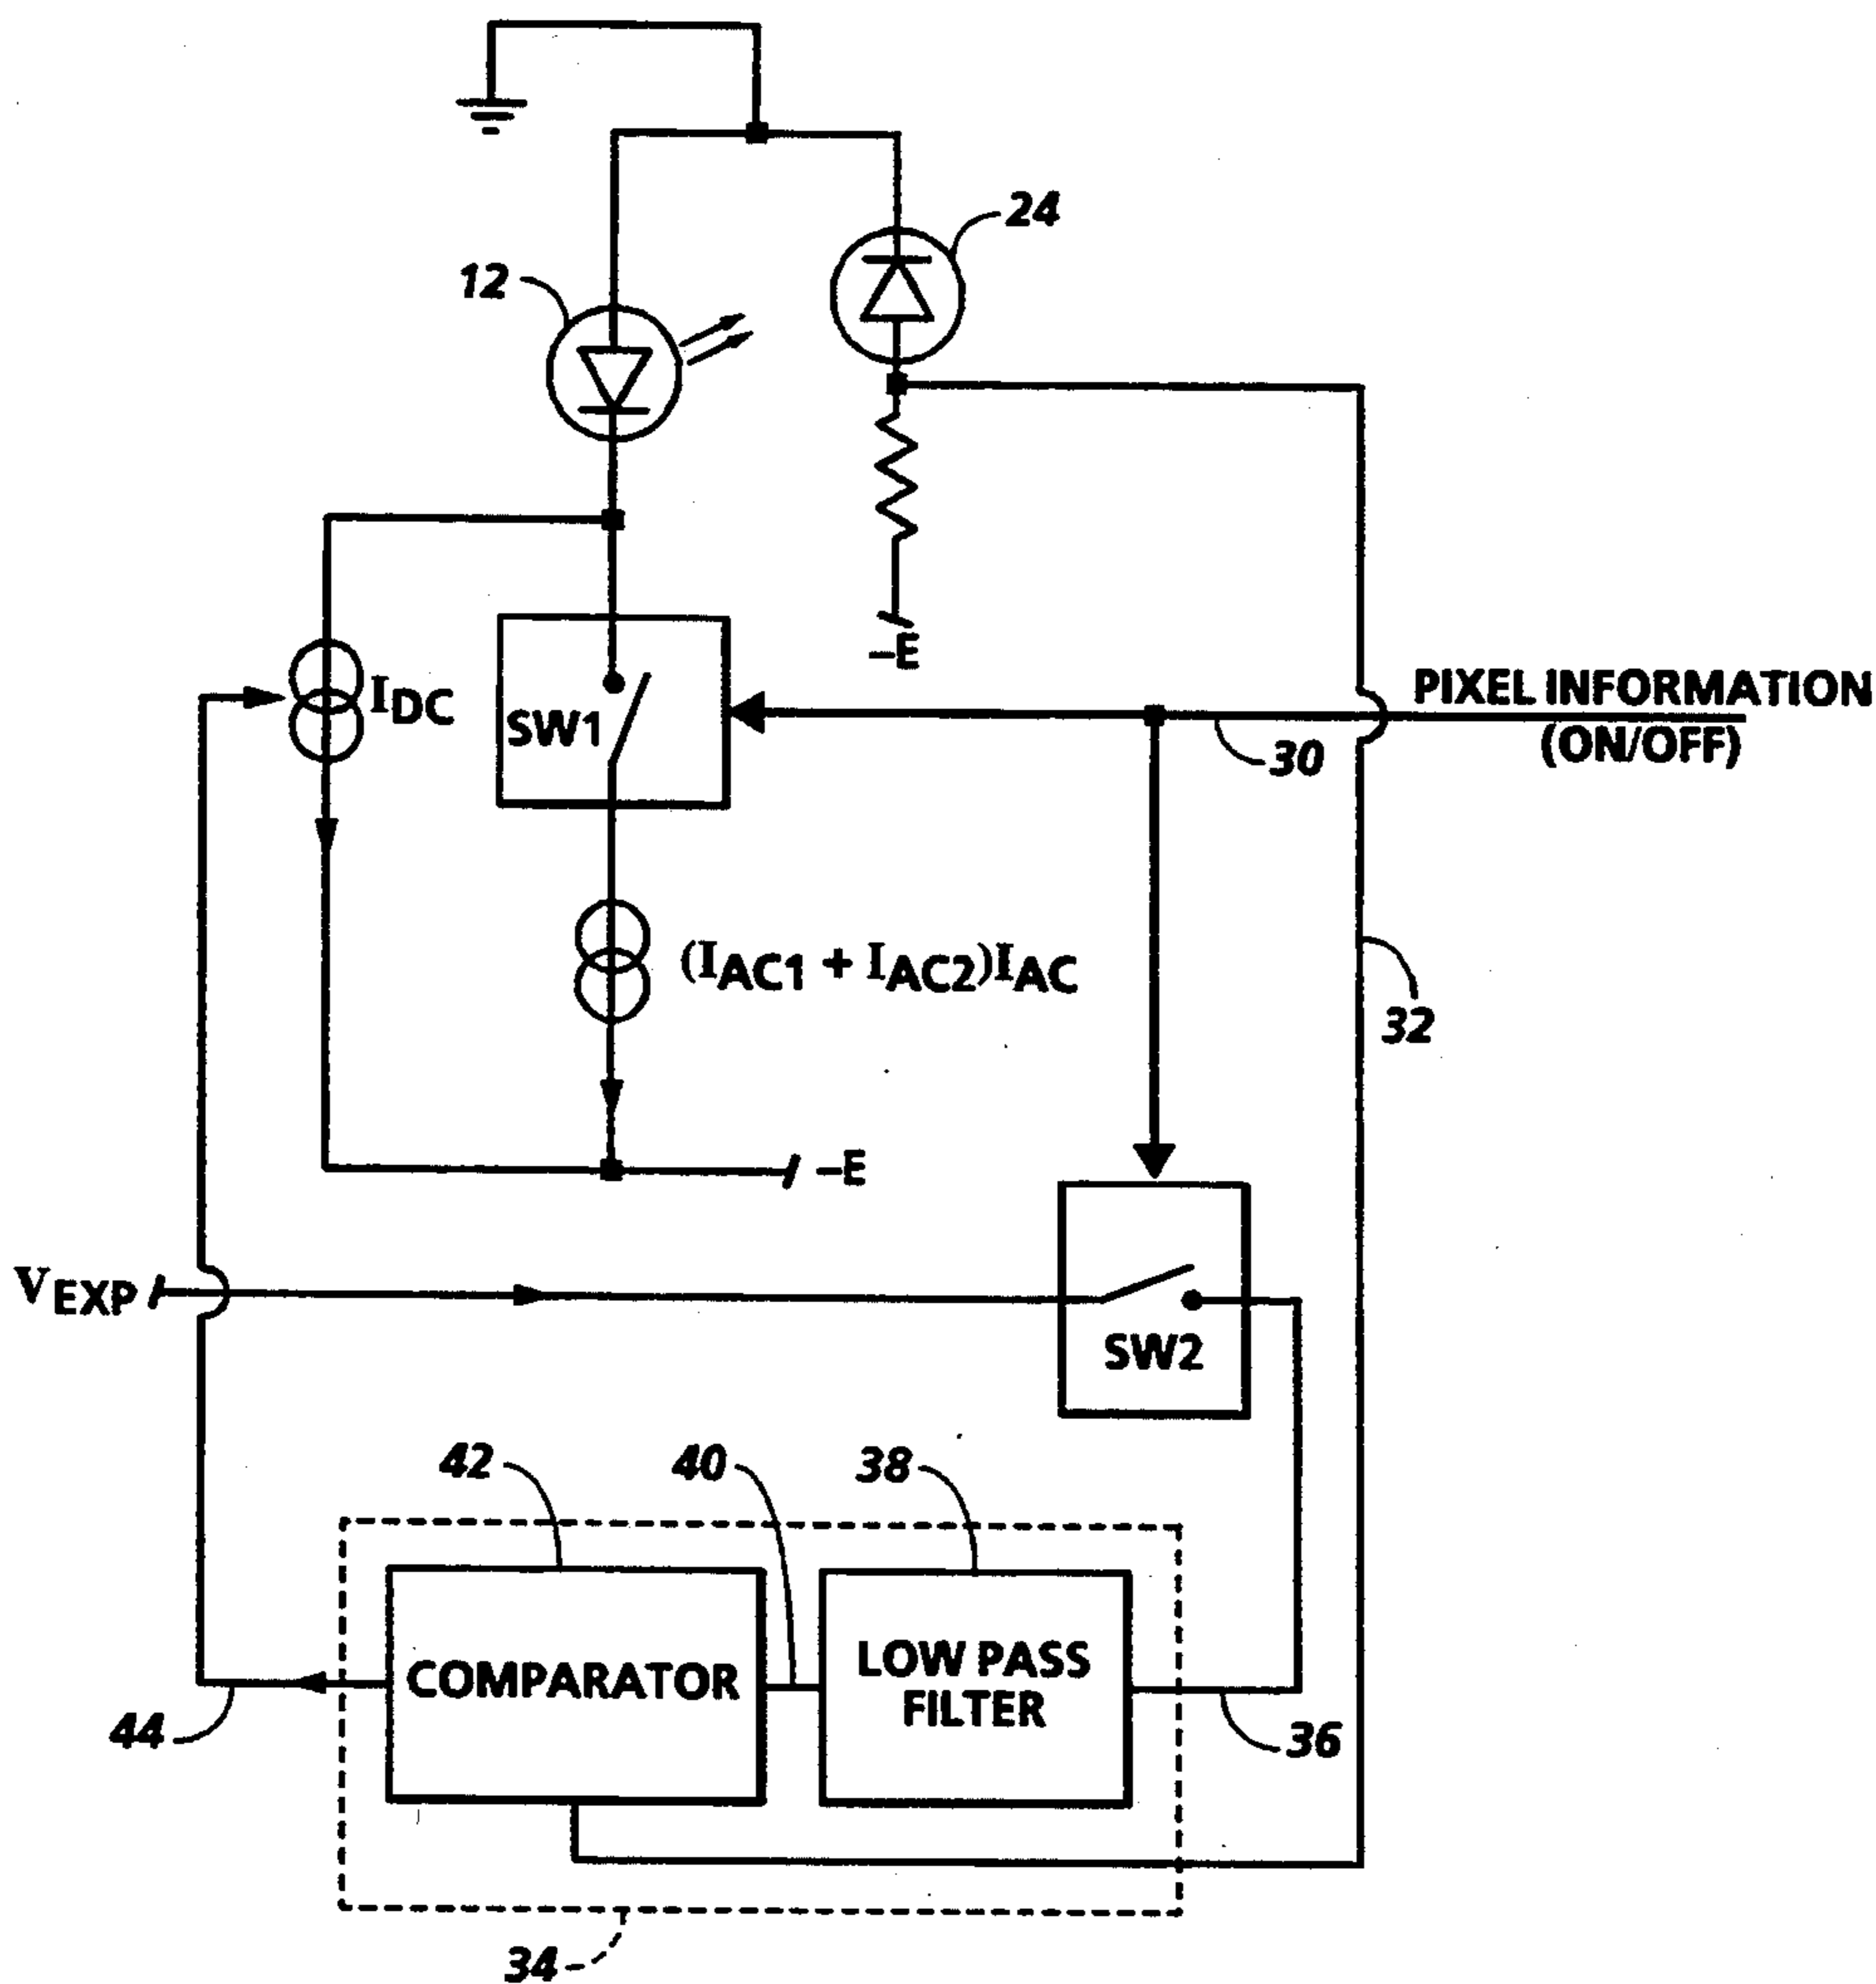 24
12
–E
IDC
SW1
PIXEL INFORMATION
(ON/OFF)
30
(IAC1 + IAC2)IAC
32
–E
VEXP
SW2
42
40
38
COMPARATOR
LOW PASS
FILTER
44
36
34